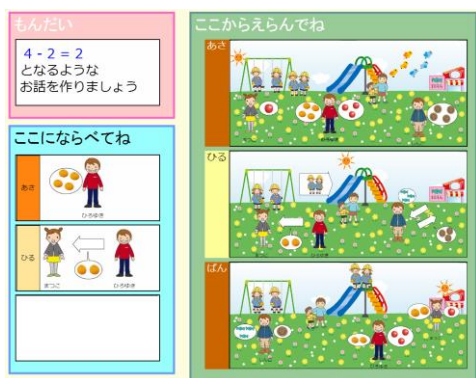 もんだい
4 - 2 = 2
となるような
お話を作りましょう
ここにならべてね
あさ
ひろゆき
ひる
まつこ
ひろゆき
ここからえらんでね
あさ
ひる
ばん